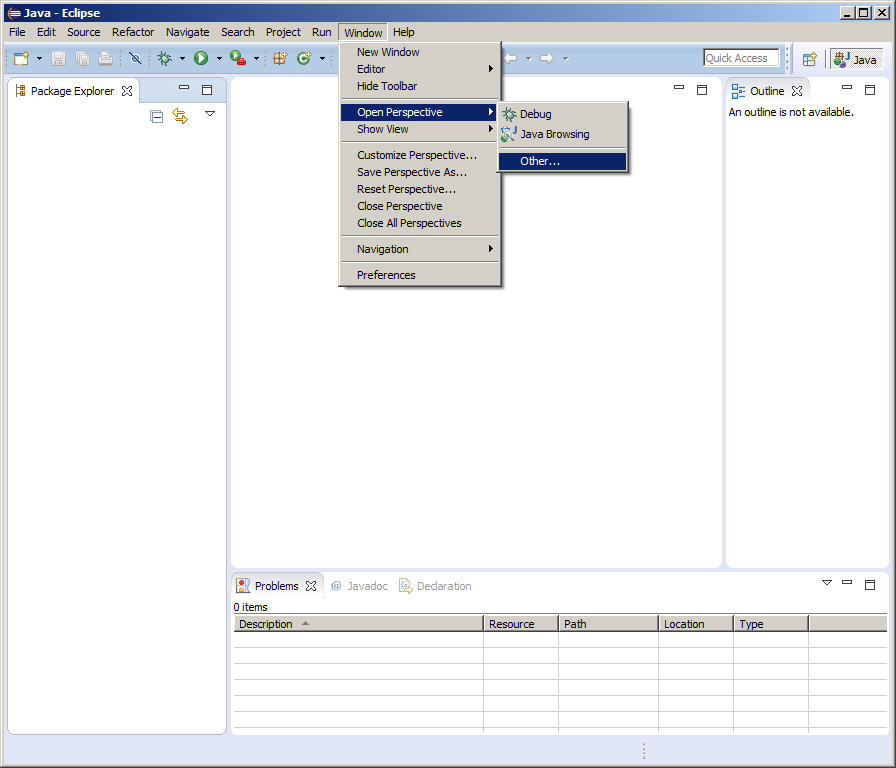 Java - Eclipse
File Edit Source Refactor Navigate Search Project Run Window Help
Quick Access
Java
New Window
Editor
Hide Toolbar
Open Perspective
Show View
Customize Perspective...
Save Perspective As...
Reset Perspective...
Close Perspective
Close All Perspectives
Navigation
Preferences
Debug
Java Browsing
Other...
Package Explorer
Outline
An outline is not available.
Problems @ Javadoc Declaration
0 items
Description Resource Path Location Type